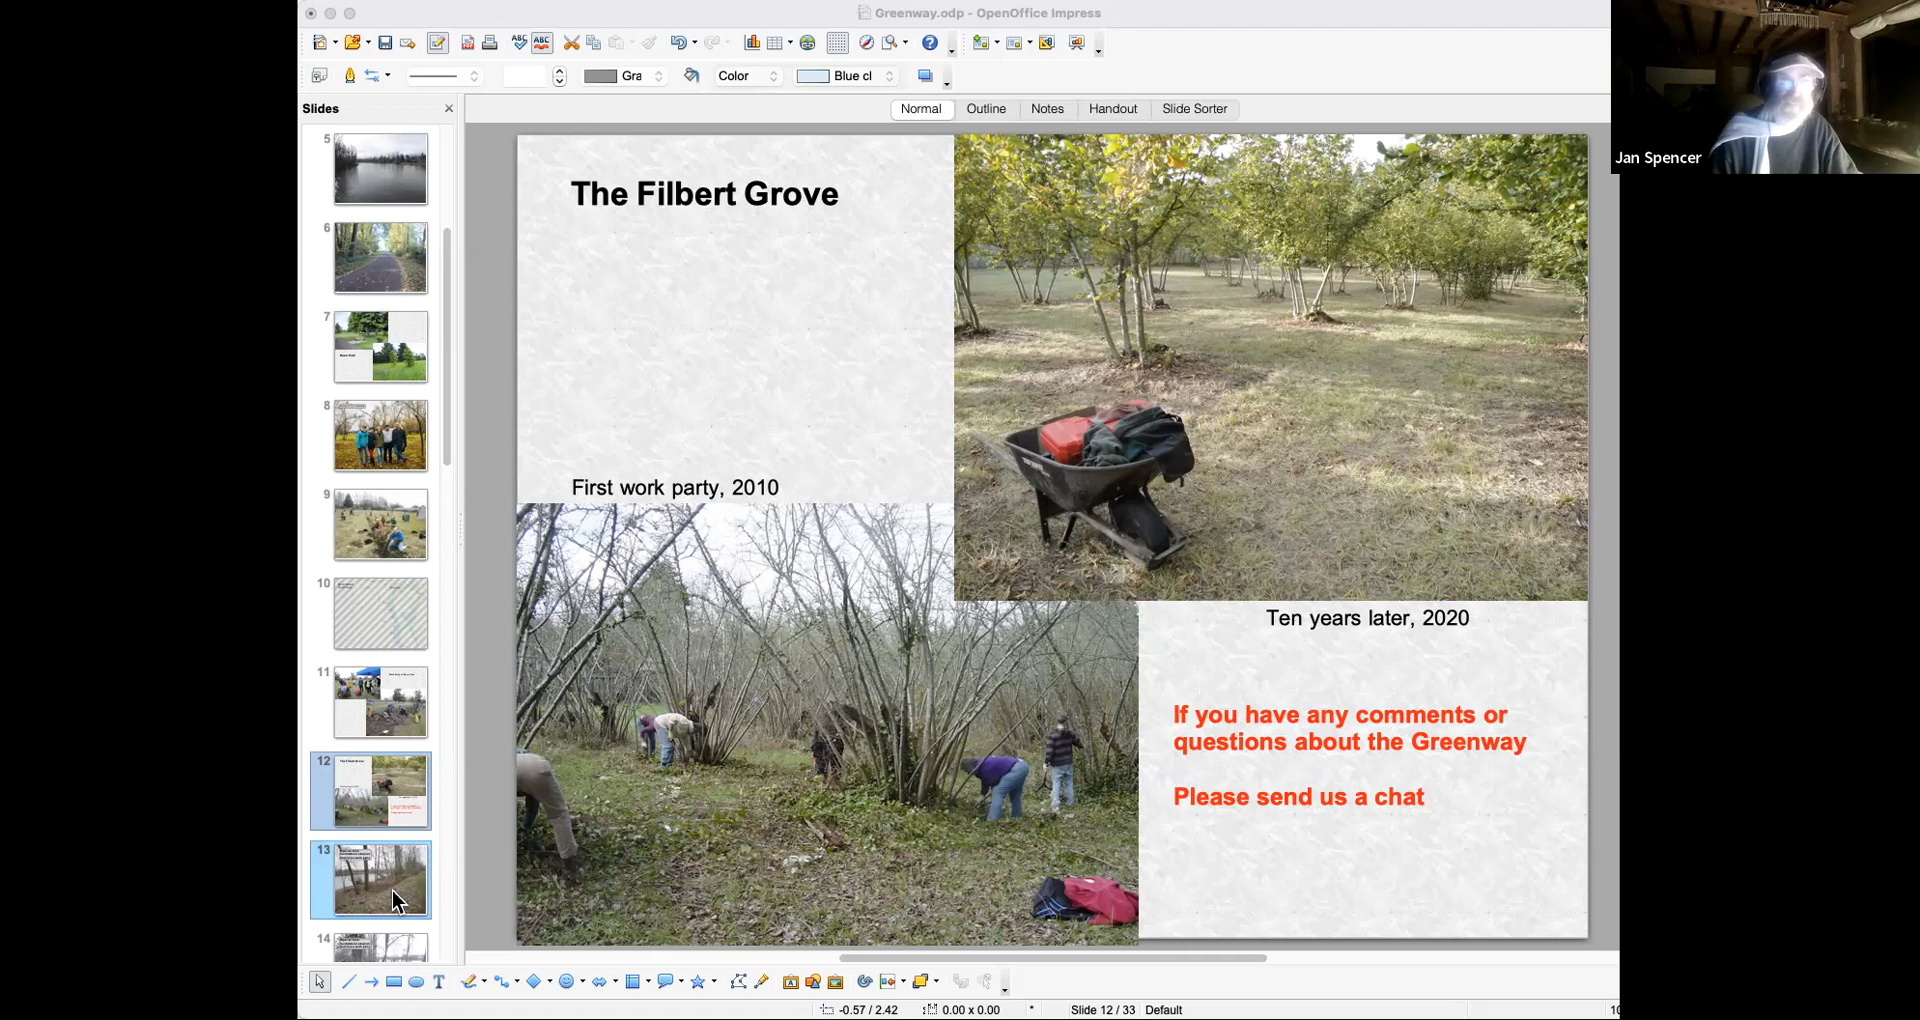 Greenway.odp - OpenOffice Impress
ABC
ABC
Gra
Color
Blue cl
Slides
Normal
Outline
Notes
Handout
Slide Sorter
Jan Spencer
5
6
7
8
9
10
11
12
13
14
The Filbert Grove
First work party, 2010
Ten years later, 2020
If you have any comments or
questions about the Greenway
Please send us a chat
T
-0.57 / 2.42
0.00 x 0.00
*
Slide 12 / 33
Default